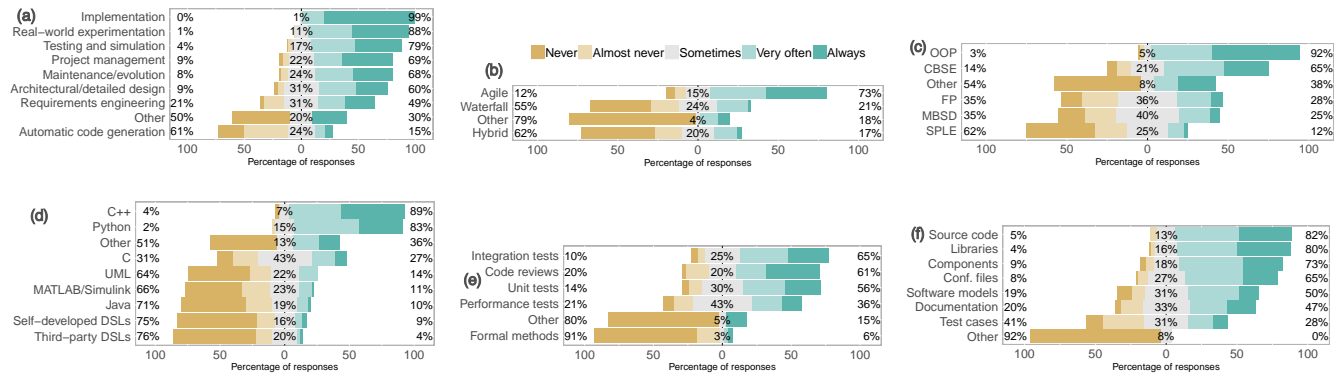 (a)
Implementation 0% 1% 99%
Real-world experimentation 1% 11% 88%
Testing and simulation 4% 17% 79%
Project management 9% 22% 69%
Maintenance/evolution 8% 24% 68%
Architectural/detailed design 9% 31% 60%
Requirements engineering 21% 31% 49%
Other 50% 20% 30%
Automatic code generation 61% 24% 15%
100 50 0 50 100
Percentage of responses
Never Almost never Sometimes Very often Always
(b)
Agile 12% 15% 73%
Waterfall 55% 24% 21%
Other 79% 4% 18%
Hybrid 62% 20% 17%
100 50 0 50 100
Percentage of responses
(c)
OOP 3% 5% 92%
CBSE 14% 21% 65%
Other 54% 8% 38%
FP 35% 36% 28%
MBSD 35% 40% 25%
SPLE 62% 25% 12%
100 50 0 50 100
Percentage of responses
(d)
C++ 4% 7% 89%
Python 2% 15% 83%
Other 51% 13% 36%
C 31% 43% 27%
UML 64% 22% 14%
MATLAB/Simulink 66% 23% 11%
Java 71% 19% 10%
Self-developed DSLs 75% 16% 9%
Third-party DSLs 76% 20% 4%
100 50 0 50 100
Percentage of responses
(e)
Integration tests 10% 25% 65%
Code reviews 20% 20% 61%
Unit tests 14% 30% 56%
Performance tests 21% 43% 36%
Other 80% 5% 15%
Formal methods 91% 3% 6%
100 50 0 50 100
Percentage of responses
(f)
Source code 5% 13% 82%
Libraries 4% 16% 80%
Components 9% 18% 73%
Conf. files 8% 27% 65%
Software models 19% 31% 50%
Documentation 20% 33% 47%
Test cases 41% 31% 28%
Other 92% 8% 0%
100 50 0 50 100
Percentage of responses